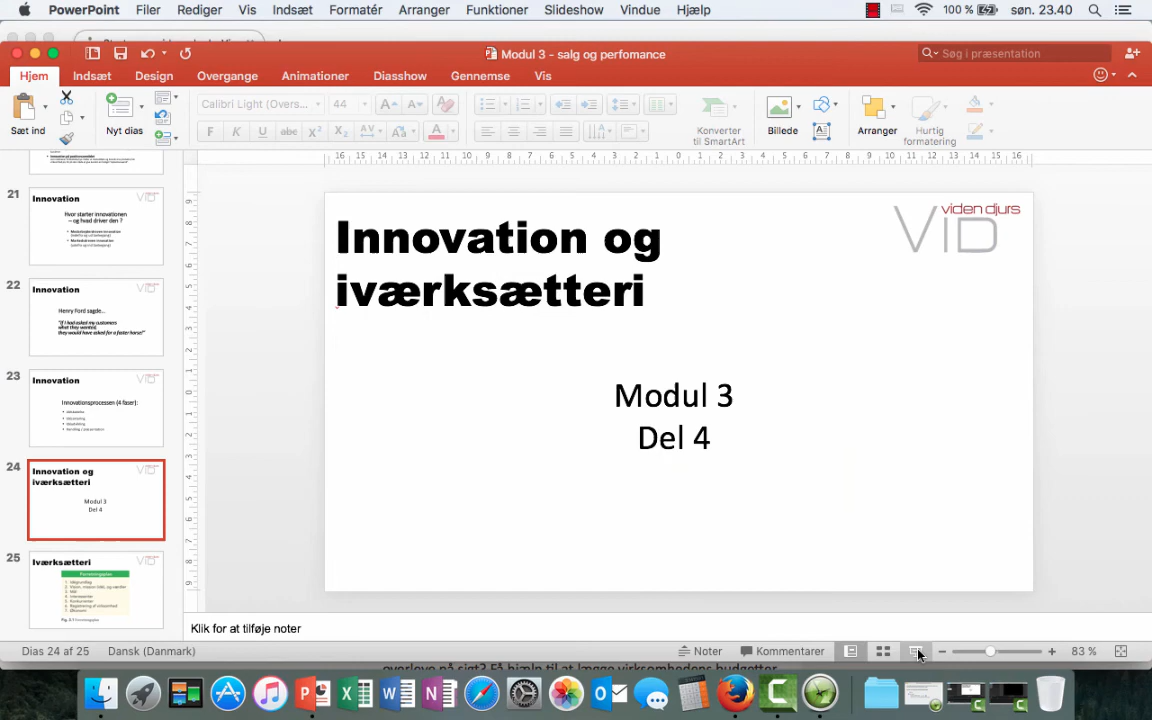 PowerPoint Filer Rediger Vis Indsæt Formatér Arranger Funktioner Slideshow Vindue Hjælp 100 % søn. 23.40
Modul 3 - salg og perfomance
Søg i præsentation
Hjem Indsæt Design Overgange Animationer Diasshow Gennemse Vis
Calibri Light (Overs... 44
Sæt ind
Nyt dias
Konverter
til SmartArt
Billede
Arranger
Hurtig
formatering
21
Innovation
Hvor starter innovationen
– og hvad driver den ?
22
Innovation
Henry Ford sagde...
"If I had asked my customers
what they wanted,
they would have asked for a faster horse!"
23
Innovation
Innovationsprocessen (4 faser):
24
Innovation og
iværksætteri
Modul 3
Del 4
25
Iværksætteri
viden djurs
VID
Innovation og
iværksætteri
Modul 3
Del 4
Klik for at tilføje noter
Dias 24 af 25 Dansk (Danmark) Noter Kommentarer 83 %